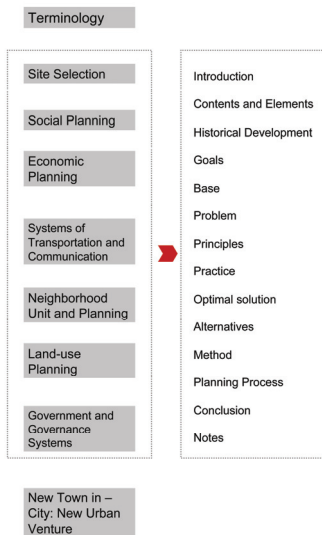 Terminology
Site Selection
Social Planning
Economic
Planning
Systems of
Transportation and
Communication
Neighborhood
Unit and Planning
Land-use
Planning
Government and
Governance
Systems
Introduction
Contents and Elements
Historical Development
Goals
Base
Problem
Principles
Practice
Optimal solution
Alternatives
Method
Planning Process
Conclusion
Notes
New Town in –
City: New Urban
Venture